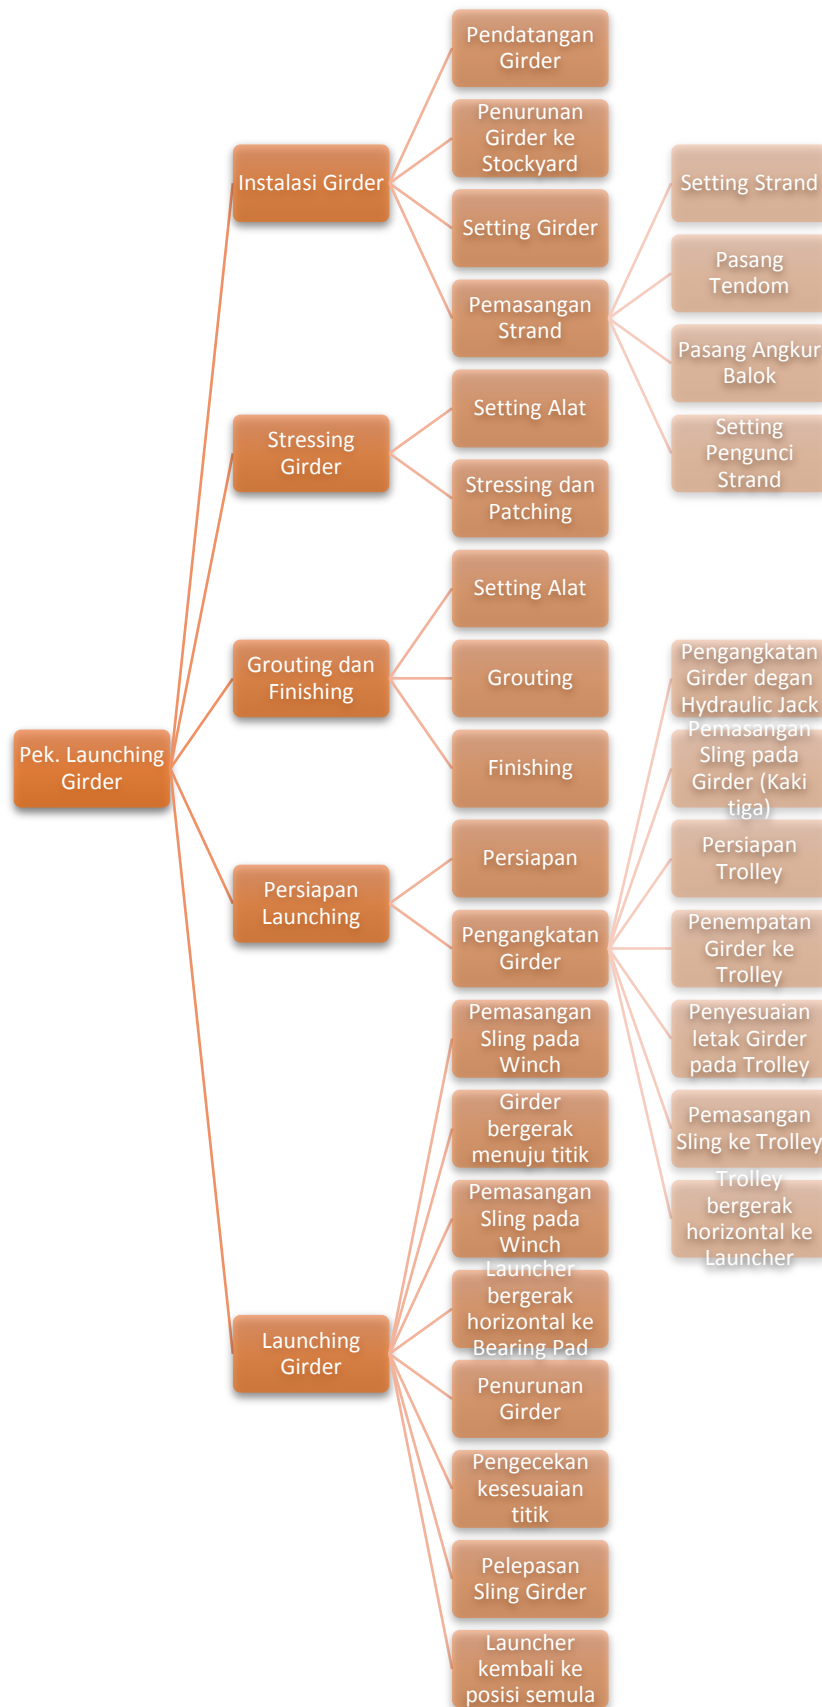 Pek. Launching
Girder
Instalasi Girder
Pendatangan
Girder
Penurunan
Girder ke
Stockyard
Setting Girder
Pemasangan
Strand
Setting Strand
Pasang
Tendom
Pasang Angkur
Balok
Setting
Pengunci
Strand
Stressing
Girder
Setting Alat
Stressing dan
Patching
Grouting dan
Finishing
Setting Alat
Grouting
Finishing
Persiapan
Launching
Persiapan
Pengangkatan
Girder
Pengangkatan
Girder degan
Hydraulic Jack
Pemasangan
Sling pada
Girder (Kaki
tiga)
Persiapan
Trolley
Penempatan
Girder ke
Trolley
Penyesuaian
letak Girder
pada Trolley
Pemasangan
Sling ke Trolley
Trolley
bergerak
horizontal ke
Launcher
Launching
Girder
Pemasangan
Sling pada
Winch
Girder
bergerak
menuju titik
Pemasangan
Sling pada
Winch
Launcher
bergerak
horizontal ke
Bearing Pad
Penurunan
Girder
Pengecekan
kesesuaian
titik
Pelepasan
Sling Girder
Launcher
kembali ke
posisi semula